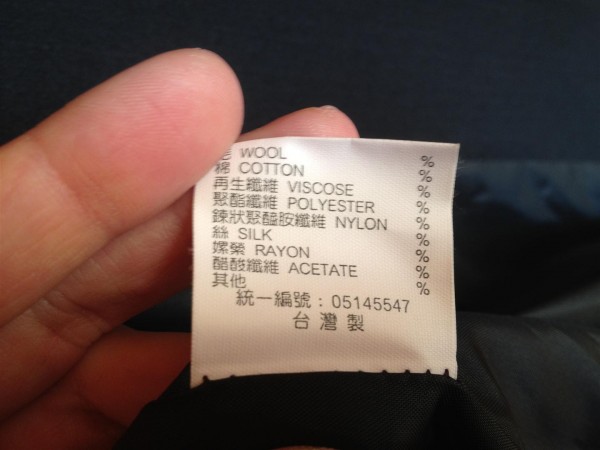 WOOL %
棉 COTTON %
再生纖維 VISCOSE %
聚酯纖維 POLYESTER %
鍊狀聚醯胺纖維 NYLON %
絲 SILK %
嫘縈 RAYON %
醋酸纖維 ACETATE %
其他 %
統一編號：05145547
台灣製